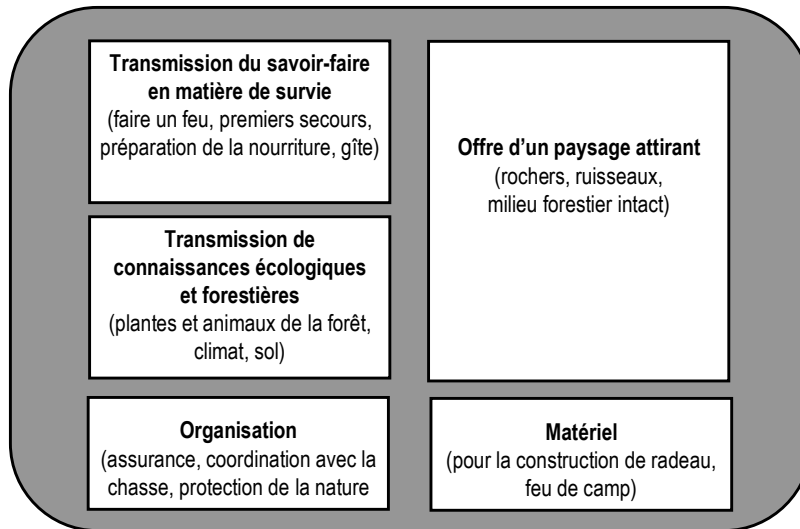 Transmission du savoir-faire
en matière de survie
(faire un feu, premiers secours,
préparation de la nourriture, gîte)
Offre d'un paysage attirant
(rochers, ruisseaux,
milieu forestier intact)
Transmission de
connaissances écologiques
et forestières
(plantes et animaux de la forêt,
climat, sol)
Organisation
(assurance, coordination avec la
chasse, protection de la nature
Matériel
(pour la construction de radeau,
feu de camp)